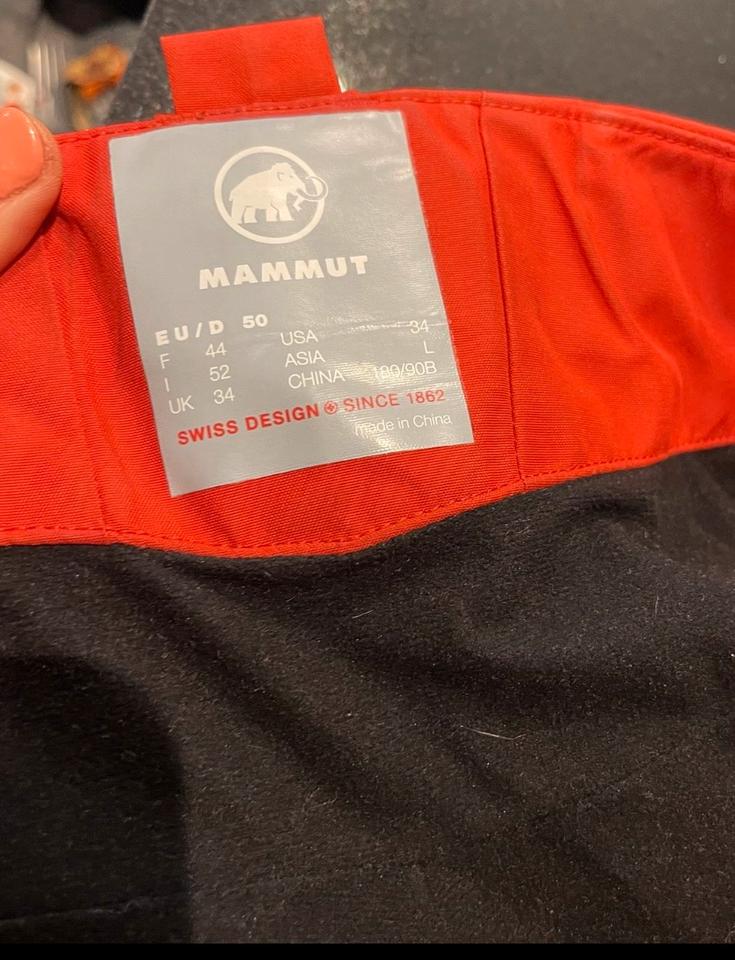 MAMMUT
EU/D 50
F 44
I 52
UK 34
USA 34
ASIA L
CHINA 180/90B
SWISS DESIGN SINCE 1862
made in China